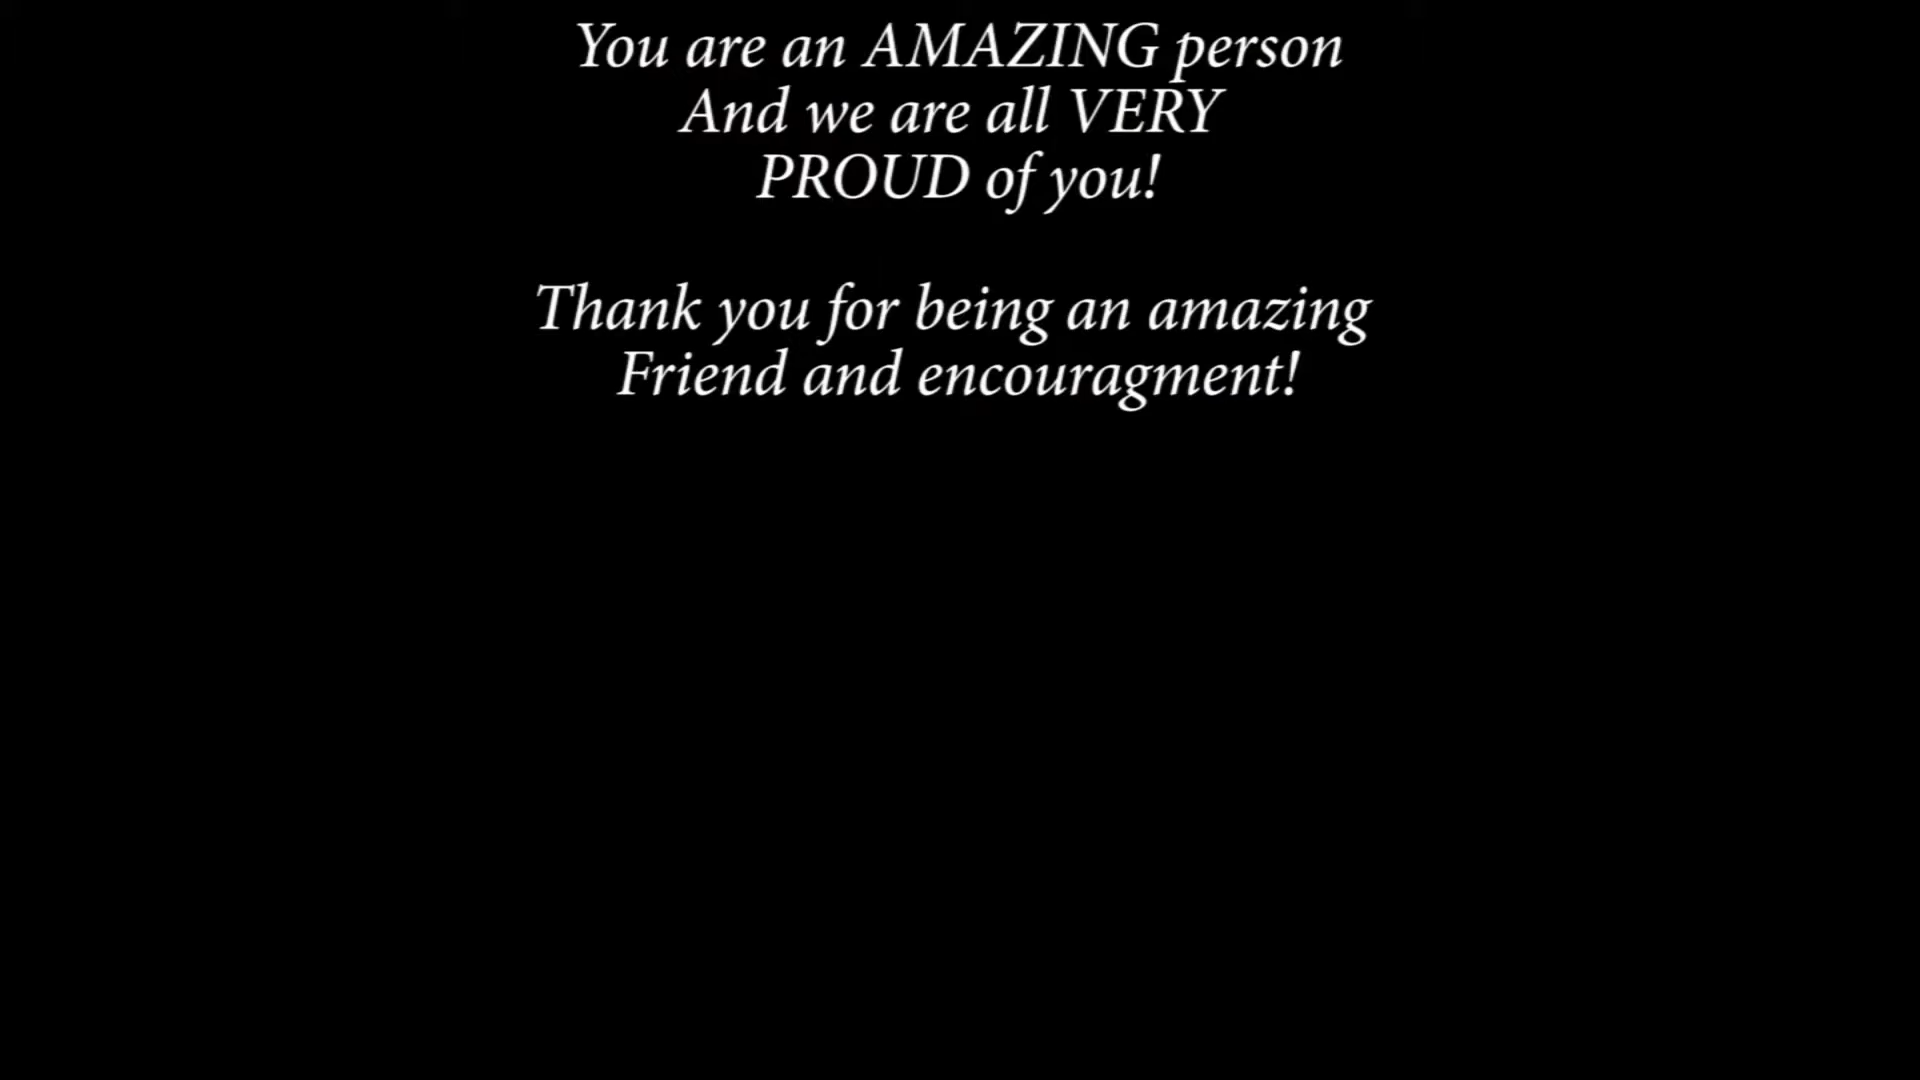 You are an AMAZING person
And we are all VERY
PROUD of you!
Thank you for being an amazing
Friend and encouragment!